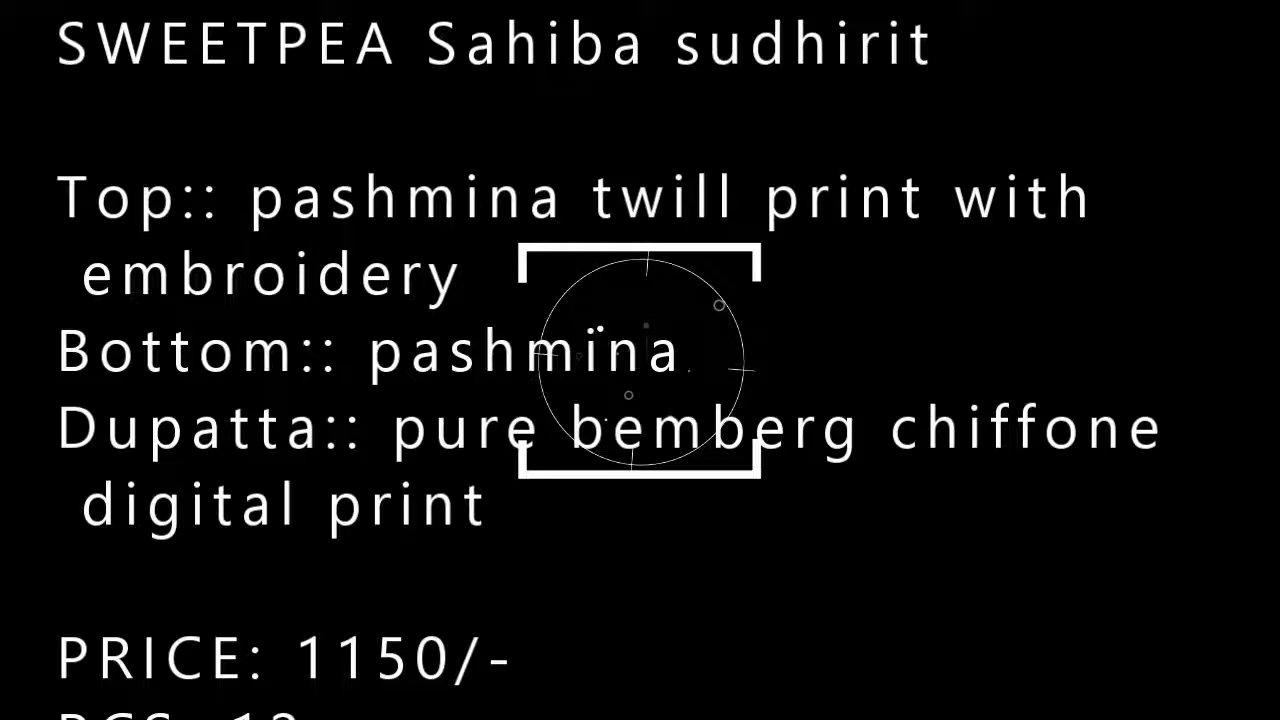 SWEETPEA Sahiba sudhirit
Top:: pashmina twill print with
embroidery
Bottom:: pashmina
Dupatta:: pure bemberg chiffone
digital print
PRICE: 1150/-